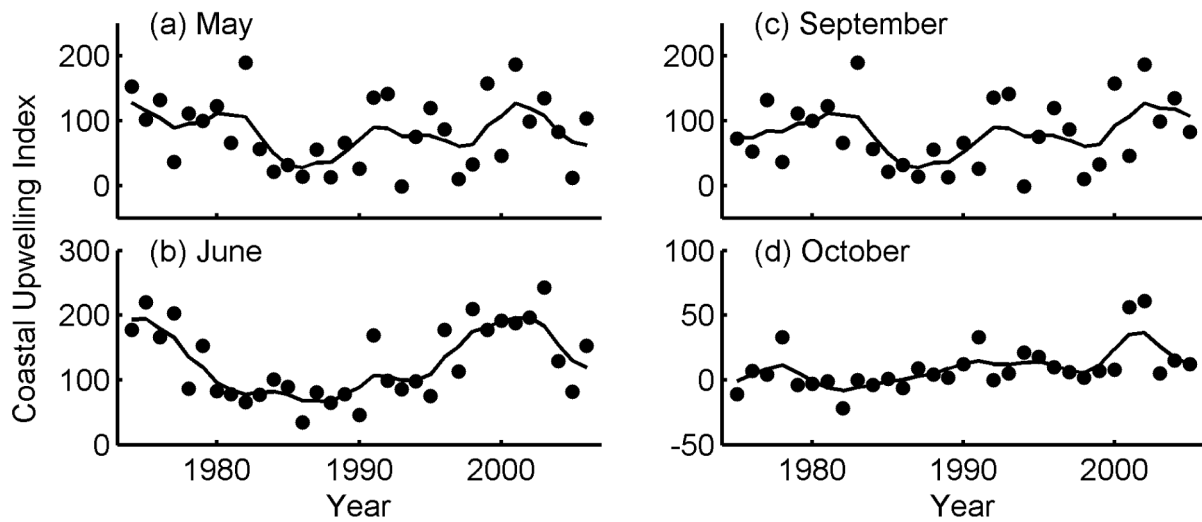 Coastal Upwelling Index
(a) May
200
100
0
(b) June
300
200
100
0
1980
1990
2000
Year
(c) September
200
100
0
(d) October
100
50
0
-50
1980
1990
2000
Year